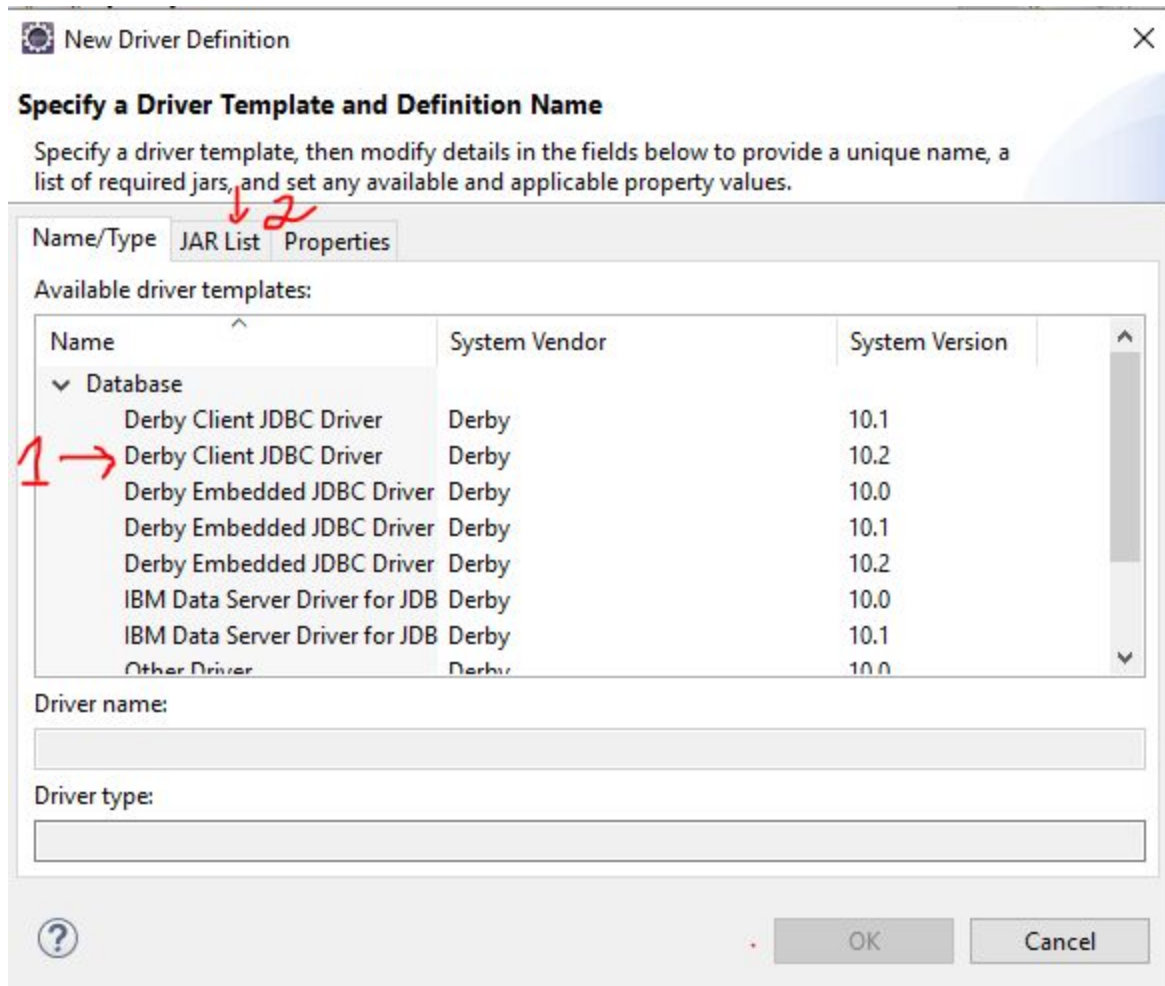 New Driver Definition
Specify a Driver Template and Definition Name
Specify a driver template, then modify details in the fields below to provide a unique name, a
list of required jars, and set any available and applicable property values.
2
Name/Type JAR List Properties
Available driver templates:
Name System Vendor System Version
Database
Derby Client JDBC Driver Derby 10.1
1 Derby Client JDBC Driver Derby 10.2
Derby Embedded JDBC Driver Derby 10.0
Derby Embedded JDBC Driver Derby 10.1
Derby Embedded JDBC Driver Derby 10.2
IBM Data Server Driver for JDB Derby 10.0
IBM Data Server Driver for JDB Derby 10.1
Other Driver Derby 10.0
Driver name:
Driver type:
? OK Cancel